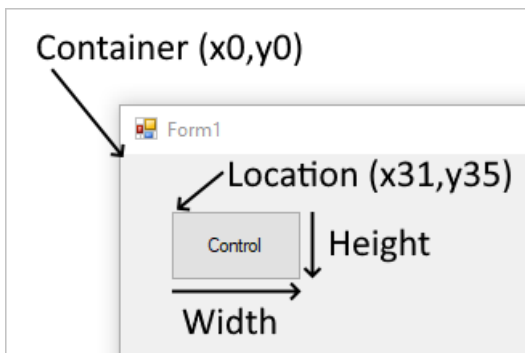 Container (x0,y0)
Form1
Location (x31,y35)
Control
Height
Width